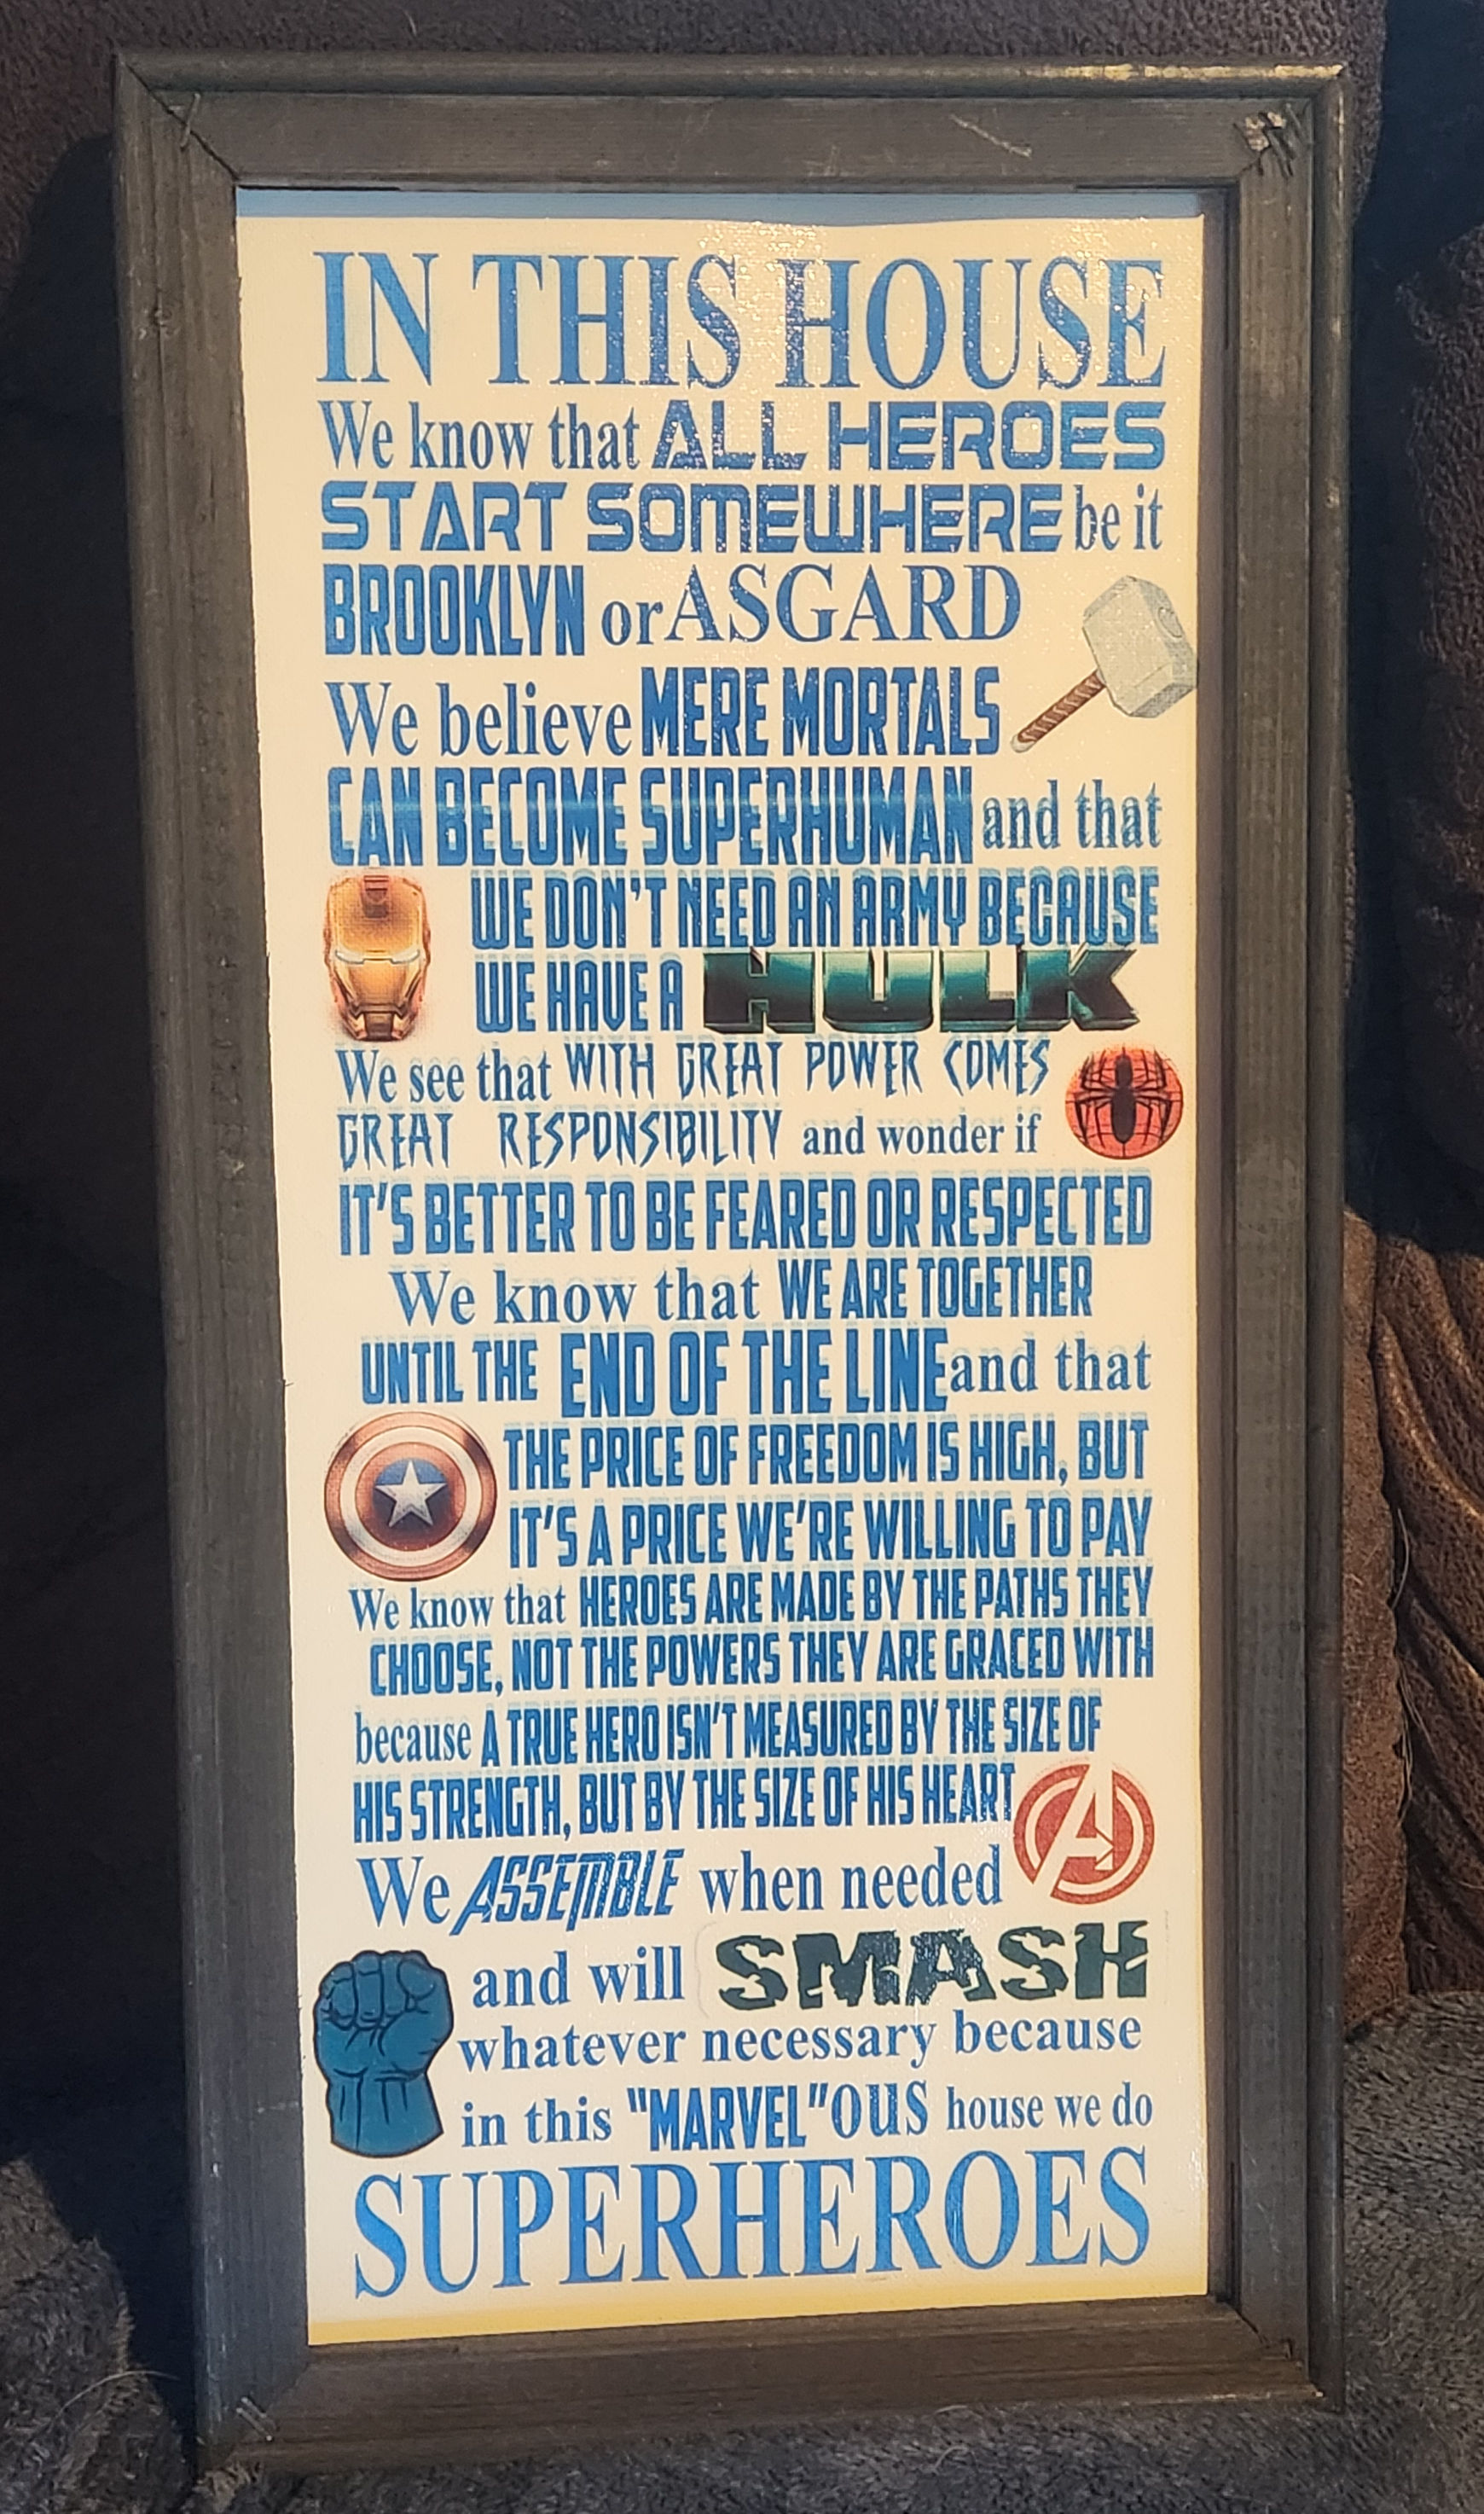 IN THIS HOUSE
We know that ALL HEROES
START SOMEWHERE be it
BROOKLYN or ASGARD
We believe MERE MORTALS
CAN BECOME SUPERHUMAN and that
WE DON'T NEED AN ARMY BECAUSE
WE HAVE A HULK
We see that WITH GREAT POWER COMES
GREAT RESPONSIBILITY and wonder if
IT'S BETTER TO BE FEARED OR RESPECTED
We know that WE ARE TOGETHER
UNTIL THE END OF THE LINE and that
THE PRICE OF FREEDOM IS HIGH, BUT
IT'S A PRICE WE'RE WILLING TO PAY
We know that HEROES ARE MADE BY THE PATHS THEY
CHOOSE, NOT THE POWERS THEY ARE GRACED WITH
because A TRUE HERO ISN'T MEASURED BY THE SIZE OF
HIS STRENGTH, BUT BY THE SIZE OF HIS HEART
We ASSEMBLE when needed
and will SMASH
whatever necessary because
in this "MARVEL"OUS house we do
SUPERHEROES